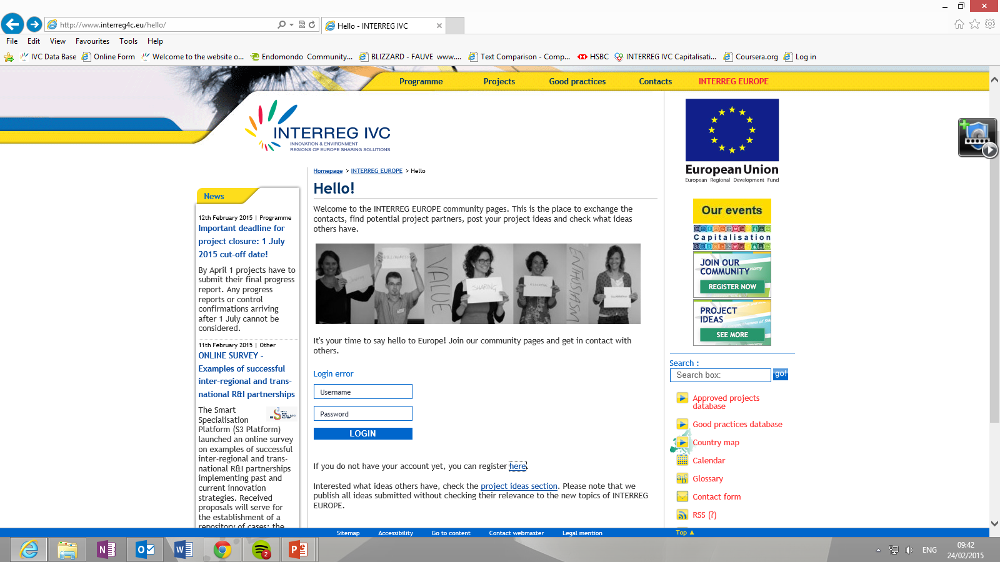 http://www.interreg4c.eu/hello/
Hello - INTERREG IVC
File Edit View Favourites Tools Help
IVC Data Base Online Form Welcome to the website o... Endomondo Community... BLIZZARD - FAUVE www.... Text Comparison - Comp... HSBC INTERREG IVC Capitalisati... Coursera.org Log in
Programme Projects Good practices Contacts INTERREG EUROPE
INTERREG IVC
INNOVATION & ENVIRONMENT
REGIONS OF EUROPE SHARING SOLUTIONS
News
12th February 2015 | Programme
Important deadline for
project closure: 1 July
2015 cut-off date!
By April 1 projects have to
submit their final progress
report. Any progress
reports or control
confirmations arriving
after 1 July cannot be
considered.
11th February 2015 | Other
ONLINE SURVEY -
Examples of successful
inter-regional and trans-
national R&I partnerships
The Smart
Specialisation
Platform (S3 Platform)
launched an online survey
on examples of successful
inter-regional and trans-
national R&I partnerships
implementing past and
current innovation
strategies. Received
proposals will serve for
the establishment of a
repository of cases: the
Homepage > INTERREG EUROPE > Hello
Hello!
Welcome to the INTERREG EUROPE community pages. This is the place to exchange the
contacts, find potential project partners, post your project ideas and check what ideas
others have.
VALUE
SHARING
ENTHUSIASM
It's your time to say hello to Europe! Join our community pages and get in contact with
others.
Login error
Username
Password
LOGIN
If you do not have your account yet, you can register here.
Interested what ideas others have, check the project ideas section. Please note that we
publish all ideas submitted without checking their relevance to the new topics of INTERREG
EUROPE.
European Union
European Regional Development Fund
Our events
Capitalisation
JOIN OUR
COMMUNITY
REGISTER NOW
PROJECT
IDEAS
SEE MORE
Search :
Search box: go!
Approved projects
database
Good practices database
Country map
Calendar
Glossary
Contact form
RSS (?)
Sitemap Accessibility Go to content Contact webmaster Legal mention Top ▲
2
ENG
09:42
24/02/2015